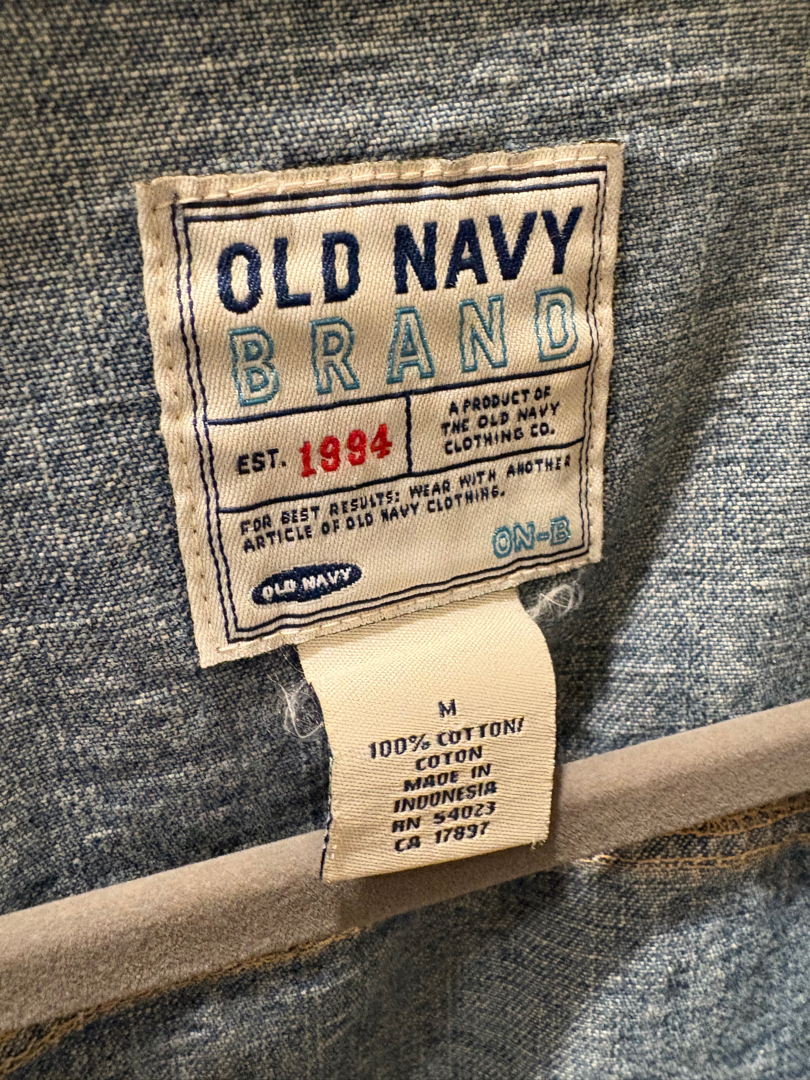 OLD NAVY
BRAND
EST. 1994
A PRODUCT OF
THE OLD NAVY
CLOTHING CO.
FOR BEST RESULTS: WEAR WITH ANOTHER
ARTICLE OF OLD NAVY CLOTHING.
ON-B
OLD NAVY
M
100% COTTON/
COTON
MADE IN
INDONESIA
RN 54023
CA 17897